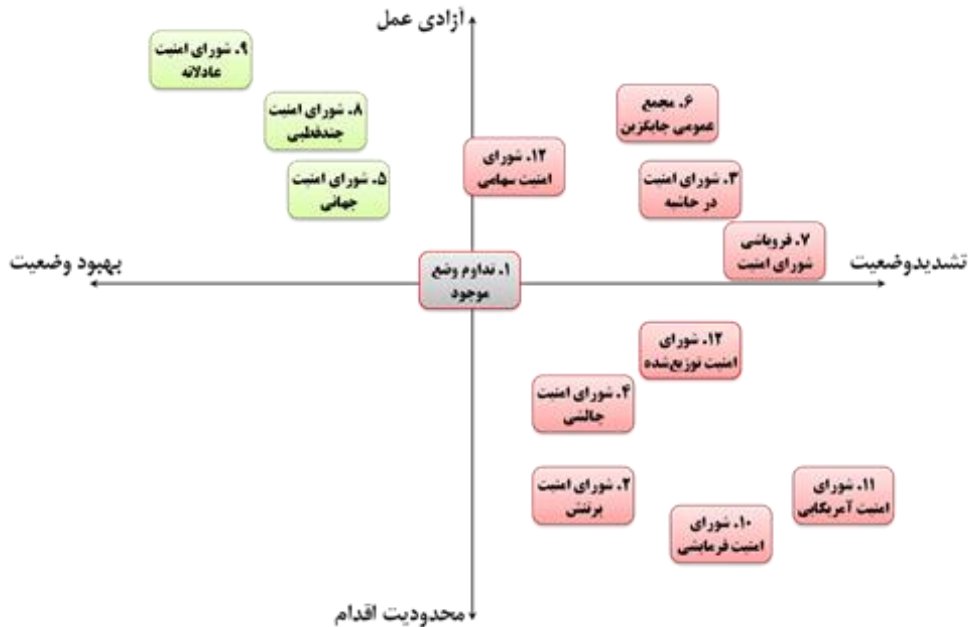 آزادی عمل
۹. شورای امنیت
عادلانه
۸. شورای امنیت
چندقطبی
۶. مجمع
عمومی جایگزین
۱۲. شورای
امنیت سهامی
۵. شورای امنیت
جهانی
۳. شورای امنیت
در حاشیه
۷. فروپاشی
شورای امنیت
بهبود وضعیت
۱. تداوم وضع
موجود
تشدیدوضعیت
۱۲. شورای
امنیت توزیع‌شده
۴. شورای امنیت
چالشی
۲. شورای امنیت
پرتنش
۱۱. شورای
امنیت آمریکایی
۱۰. شورای
امنیت فرمایشی
محدودیت اقدام